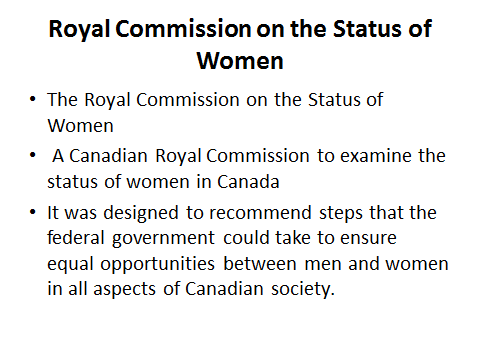 Royal Commission on the Status of
Women
• The Royal Commission on the Status of
Women
• A Canadian Royal Commission to examine the
status of women in Canada
• It was designed to recommend steps that the
federal government could take to ensure
equal opportunities between men and women
in all aspects of Canadian society.